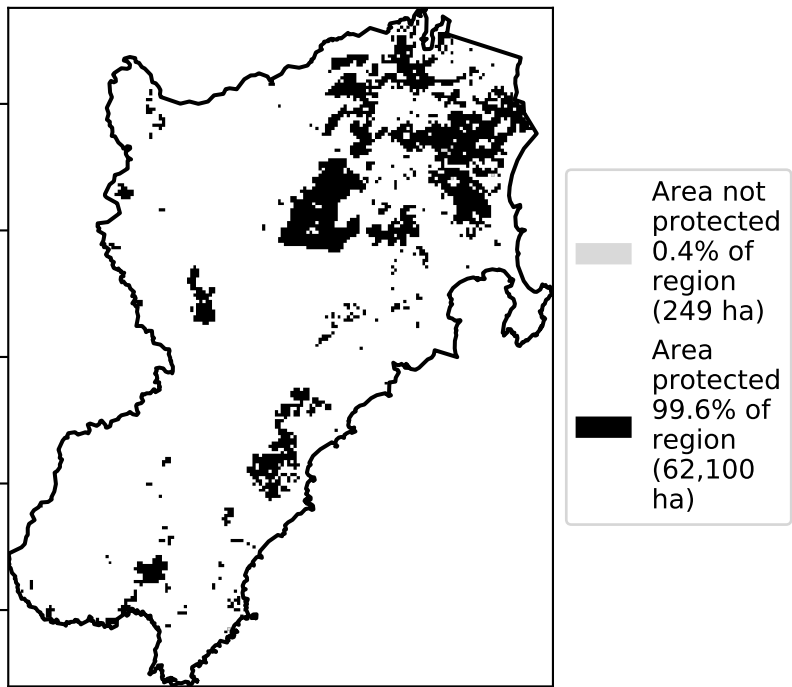 Area not
protected
0.4% of
region
(249 ha)
Area
protected
99.6% of
region
(62,100
ha)